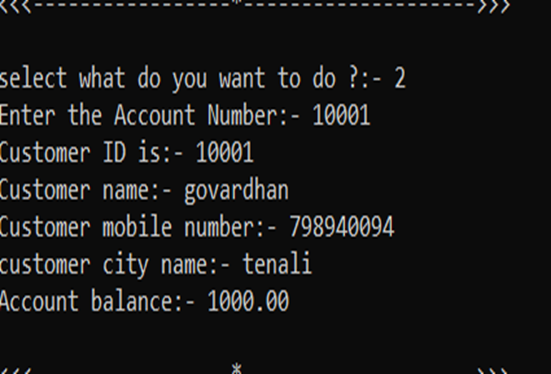 <<<-----------------*--------------------->>>
select what do you want to do ?:- 2
Enter the Account Number:- 10001
Customer ID is:- 10001
Customer name:- govardhan
Customer mobile number:- 798940094
customer city name:- tenali
Account balance:- 1000.00